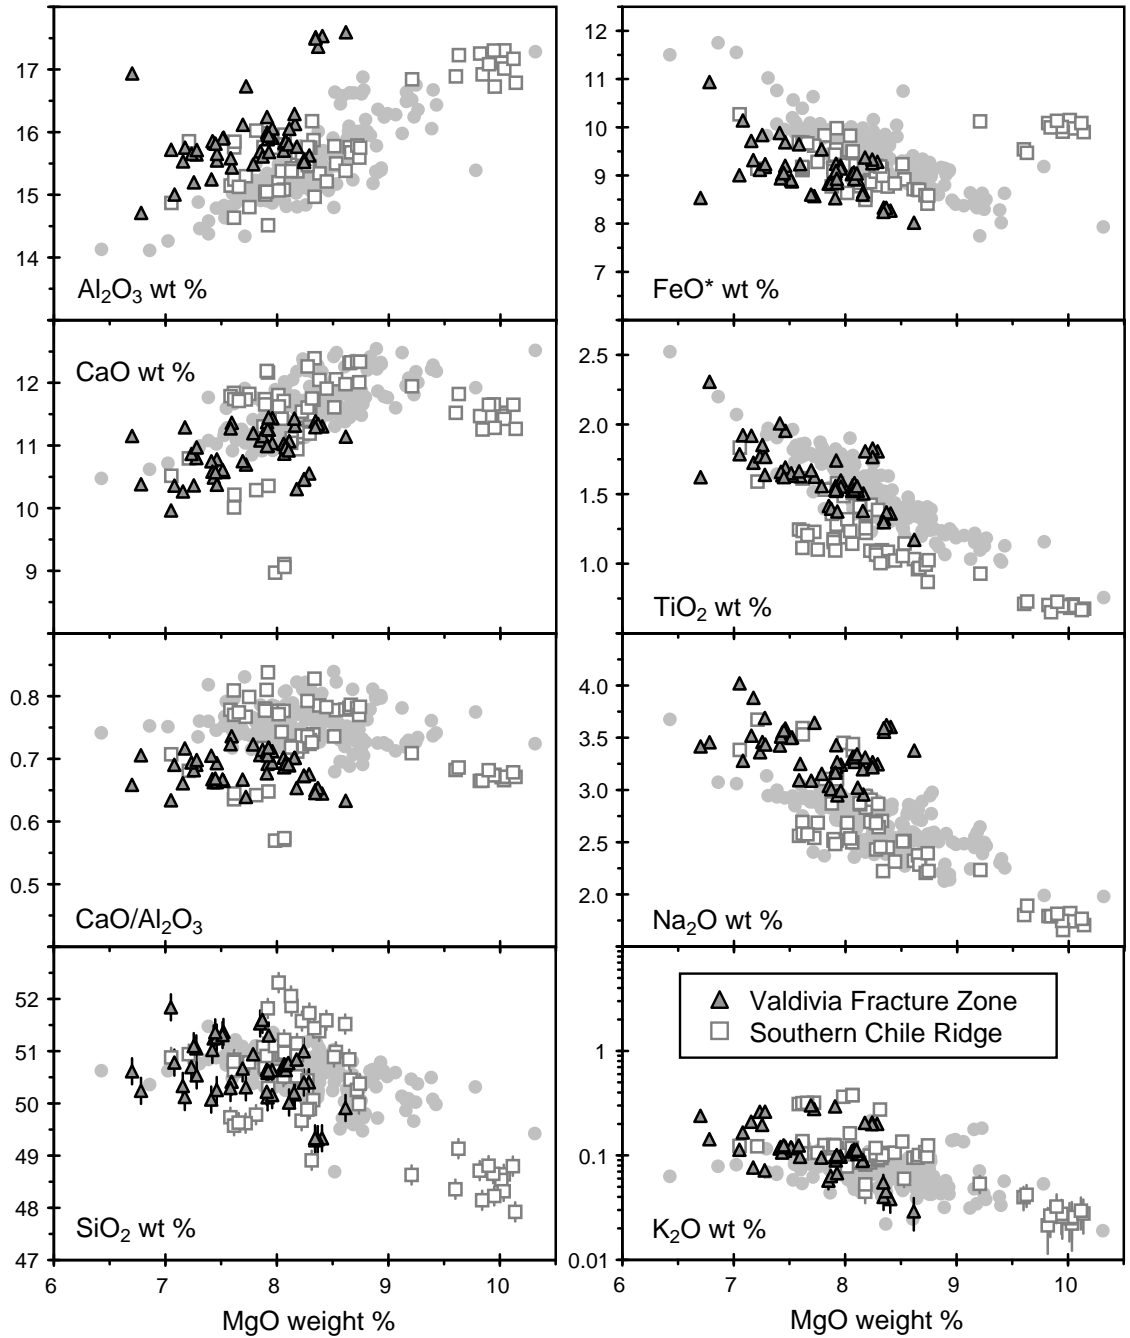 17
16
15
14
Al₂O₃ wt %
12
11
10
9
8
7
FeO* wt %
CaO wt %
12
11
10
9
2.5
2.0
1.5
1.0
TiO₂ wt %
0.8
0.7
0.6
0.5
CaO/Al₂O₃
4.0
3.5
3.0
2.5
2.0
Na₂O wt %
52
51
50
49
48
47
SiO₂ wt %
6 7 8 9 10
MgO weight %
Valdivia Fracture Zone
Southern Chile Ridge
1
0.1
0.01
K₂O wt %
6 7 8 9 10
MgO weight %